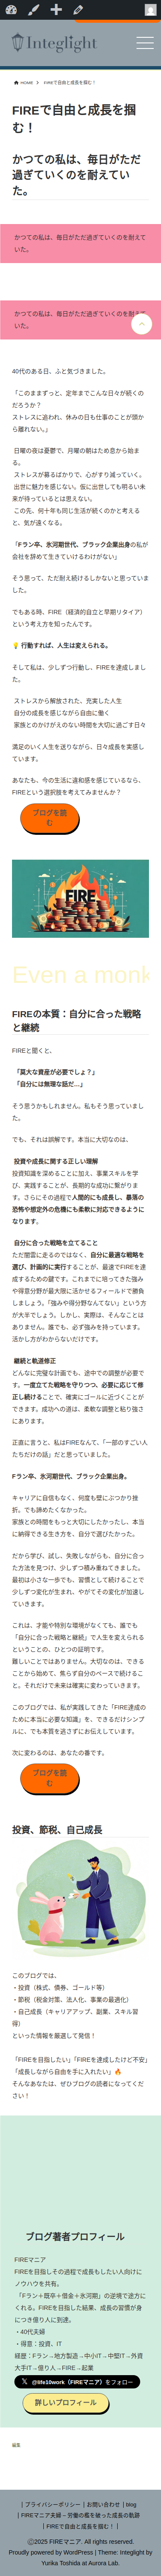 Integlight
HOME > FIREで自由と成長を掴む！
FIREで自由と成長を掴
む！
かつての私は、毎日がただ
過ぎていくのを耐えてい
た。
かつての私は、毎日がただ過ぎていくのを耐えて
いた。
かつての私は、毎日がただ過ぎていくのを耐えて
いた。
40代のある日、ふと気づきました。
「このままずっと、定年までこんな日々が続くの
だろうか？
ストレスに追われ、休みの日も仕事のことが頭か
ら離れない。」
日曜の夜は憂鬱で、月曜の朝はため息から始ま
る。
ストレスが募るばかりで、心がすり減っていく。
出世に魅力を感じない。仮に出世しても明るい未
来が待っているとは思えない。
この先、何十年も同じ生活が続くのかと考える
と、気が遠くなる。
「Fラン卒、氷河期世代、ブラック企業出身の私が
会社を辞めて生きていけるわけがない」
そう思って、ただ耐え続けるしかないと思っていま
した。
でもある時、FIRE（経済的自立と早期リタイア）
という考え方を知ったんです。
💡 行動すれば、人生は変えられる。
そして私は、少しずつ行動し、FIREを達成しまし
た。
ストレスから解放された、充実した人生
自分の成長を感じながら自由に働く
家族とのかけがえのない時間を大切に過ごす日々
満足のいく人生を送りながら、日々成長を実感し
ています。
あなたも、今の生活に違和感を感じているなら、
FIREという選択肢を考えてみませんか？
ブログを読
む
FIRE
Even a monk
FIREの本質：自分に合った戦略
と継続
FIREと聞くと、
「莫大な資産が必要でしょ？」
「自分には無理な話だ…」
そう思うかもしれません。私もそう思っていまし
た。
でも、それは誤解です。本当に大切なのは、
投資や成長に関する正しい理解
投資知識を深めることに加え、事業スキルを学
び、実践することが、長期的な成功に繋がりま
す。さらにその過程で人間的にも成長し、暴落の
恐怖や想定外の危機にも柔軟に対応できるようにな
ります。
自分に合った戦略を立てること
ただ闇雲に走るのではなく、自分に最適な戦略を
選び、計画的に実行することが、最後でFIREを達
成するための鍵です。これまでに培ってきた強み
や得意分野が最大限に活かせるフィールドで勝負
しましょう。「強みや得意分野なんてない」という方
が大半でしょう。しかし、実際は、そんなことは
ありません。誰でも、必ず強みを持っています。
活かし方がわからないだけです。
継続と軌道修正
どんなに完璧な計画でも、途中での調整が必要で
す。一度立てた戦略を守りつつ、必要に応じて修
正し続けることで、確実にゴールに近づくことが
できます。成功への道は、柔軟な調整と粘り強さ
にあります。
正直に言うと、私はFIREなんて、「一部のすごい人
たちだけの話」だと思っていました。
Fラン卒、氷河期世代、ブラック企業出身。
キャリアに自信もなく、何度も壁にぶつかり挫
折。でも諦めたくなかった。
家族との時間をもっと大切にしたかったし、本当
に納得できる生き方を、自分で選びたかった。
だから学び、試し、失敗しながらも、自分に合っ
た方法を見つけ、少しずつ積み重ねてきました。
最初は小さな一歩でも、習慣として続けることで
少しずつ変化が生まれ、やがてその変化が加速し
ていきます。
これは、才能や特別な環境がなくても、誰でも
「自分に合った戦略と継続」で人生を変えられる
ということの、ひとつの証明です。
難しいことではありません。大切なのは、できる
ことから始めて、焦らず自分のペースで続けるこ
と。それだけで未来は確実に変わっていきます。
このブログでは、私が実践してきた「FIRE達成の
ために本当に必要な知識」を、できるだけシンプ
ルに、でも本質を逃さずにお伝えしています。
次に変わるのは、あなたの番です。
ブログを読
む
投資、節税、自己成長
このブログでは、
・投資（株式、債券、ゴールド等）
・節税（税金対策、法人化、事業の最適化）
・自己成長（キャリアアップ、副業、スキル習
得）
といった情報を厳選して発信！
「FIREを目指したい」「FIREを達成したけど不安」
「成長しながら自由を手に入れたい」🔥
そんなあなたは、ぜひブログの読者になってくだ
さい！
ブログ著者プロフィール
FIREマニア
FIREを目指しその過程で成長もしたい人向けに
ノウハウを共有。
「Fラン＋既卒＋借金＋氷河期」の逆境で途方に
くれる。FIREを目指した結果、成長の習慣が身
につき億り人に到達。
・40代夫婦
・得意：投資、IT
経歴：Fラン→地方製造→中小IT→中堅IT→外資
大手IT→億り人→FIRE→起業
𝕏 @life10work（FIREマニア）をフォロー
詳しいプロフィール
編集
| プライバシーポリシー | お問い合わせ | blog
| FIREマニア夫婦 – 労働の檻を破った成長の軌跡
| FIREで自由と成長を掴む！ |
©2025 FIREマニア. All rights reserved.
Proudly powered by WordPress | Theme: Integlight by
Yurika Toshida at Aurora Lab.